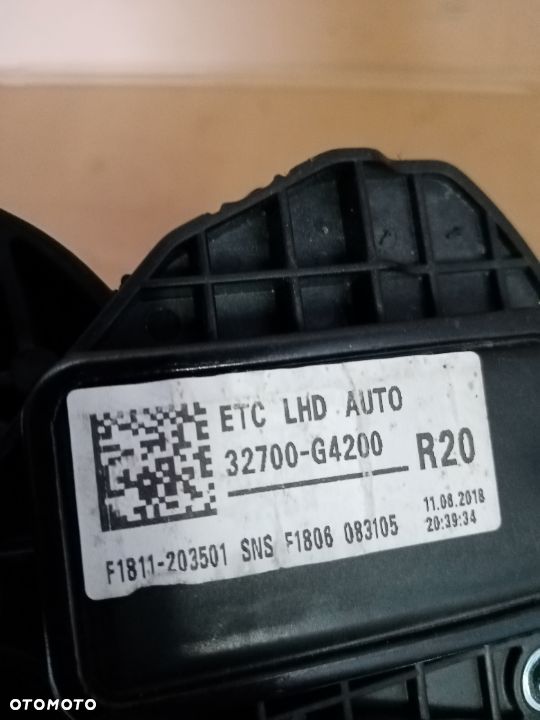 ETC LHD AUTO
32700-G4200 R20
11.08.2018
20:39:34
F1811-203501 SNS F1806 083105
OTOMOTO